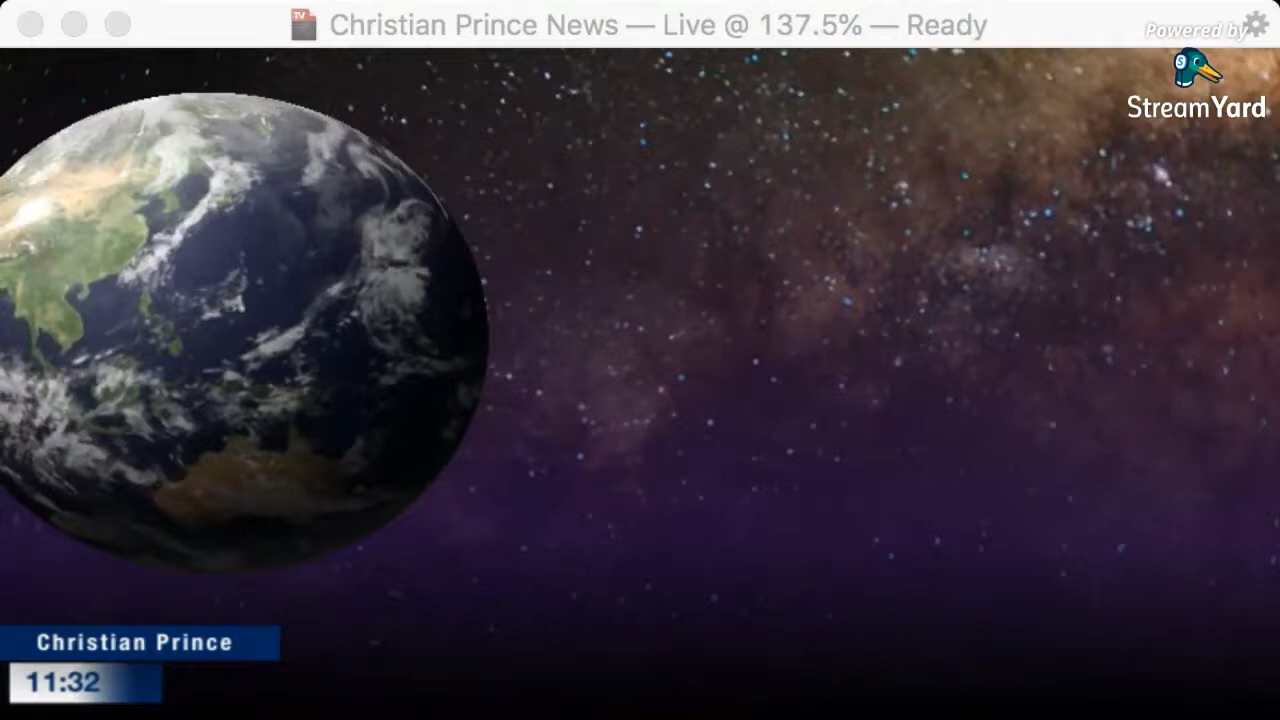 Christian Prince News — Live @ 137.5% — Ready
Powered by
StreamYard
Christian Prince
11:32